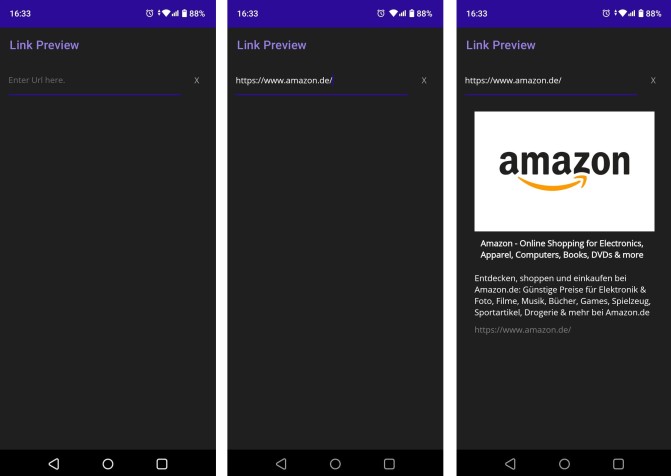 16:33 88%
Link Preview
Enter Url here. X
16:33 88%
Link Preview
https://www.amazon.de/ X
16:33 88%
Link Preview
https://www.amazon.de/ X
amazon
Amazon - Online Shopping for Electronics,
Apparel, Computers, Books, DVDs & more
Entdecken, shoppen und einkaufen bei
Amazon.de: Günstige Preise für Elektronik &
Foto, Filme, Musik, Bücher, Games, Spielzeug,
Sportartikel, Drogerie & mehr bei Amazon.de
https://www.amazon.de/